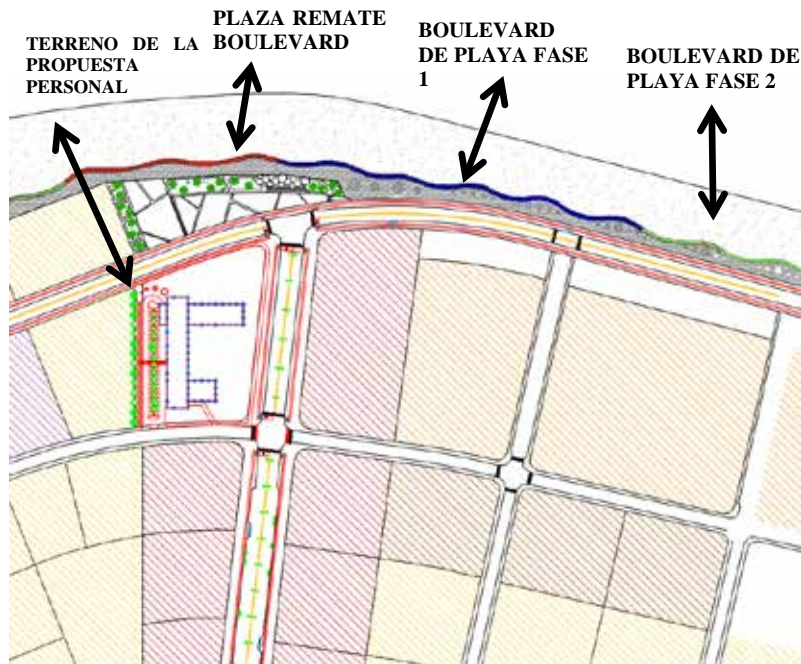 TERRENO DE LA
PROPUESTA
PERSONAL
PLAZA REMATE
BOULEVARD
BOULEVARD
DE PLAYA FASE
1
BOULEVARD DE
PLAYA FASE 2